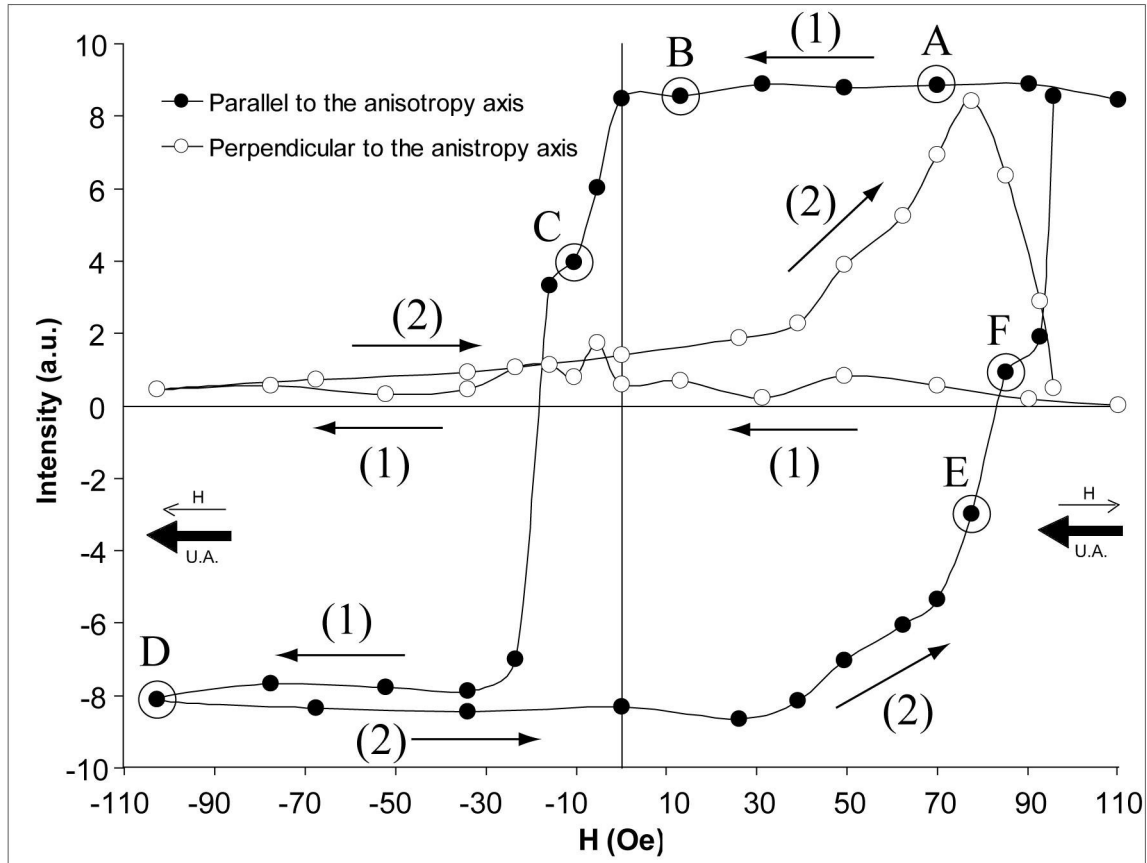 10
8
6
4
2
0
-2
-4
-6
-8
-10
Intensity (a.u.)
Parallel to the anisotropy axis
Perpendicular to the anistropy axis
(1)
B
A
(2)
C
(2)
F
(1)
(1)
E
H
U.A.
H
U.A.
(1)
D
(2)
(2)
-110 -90 -70 -50 -30 -10 10 30 50 70 90 110
H (Oe)